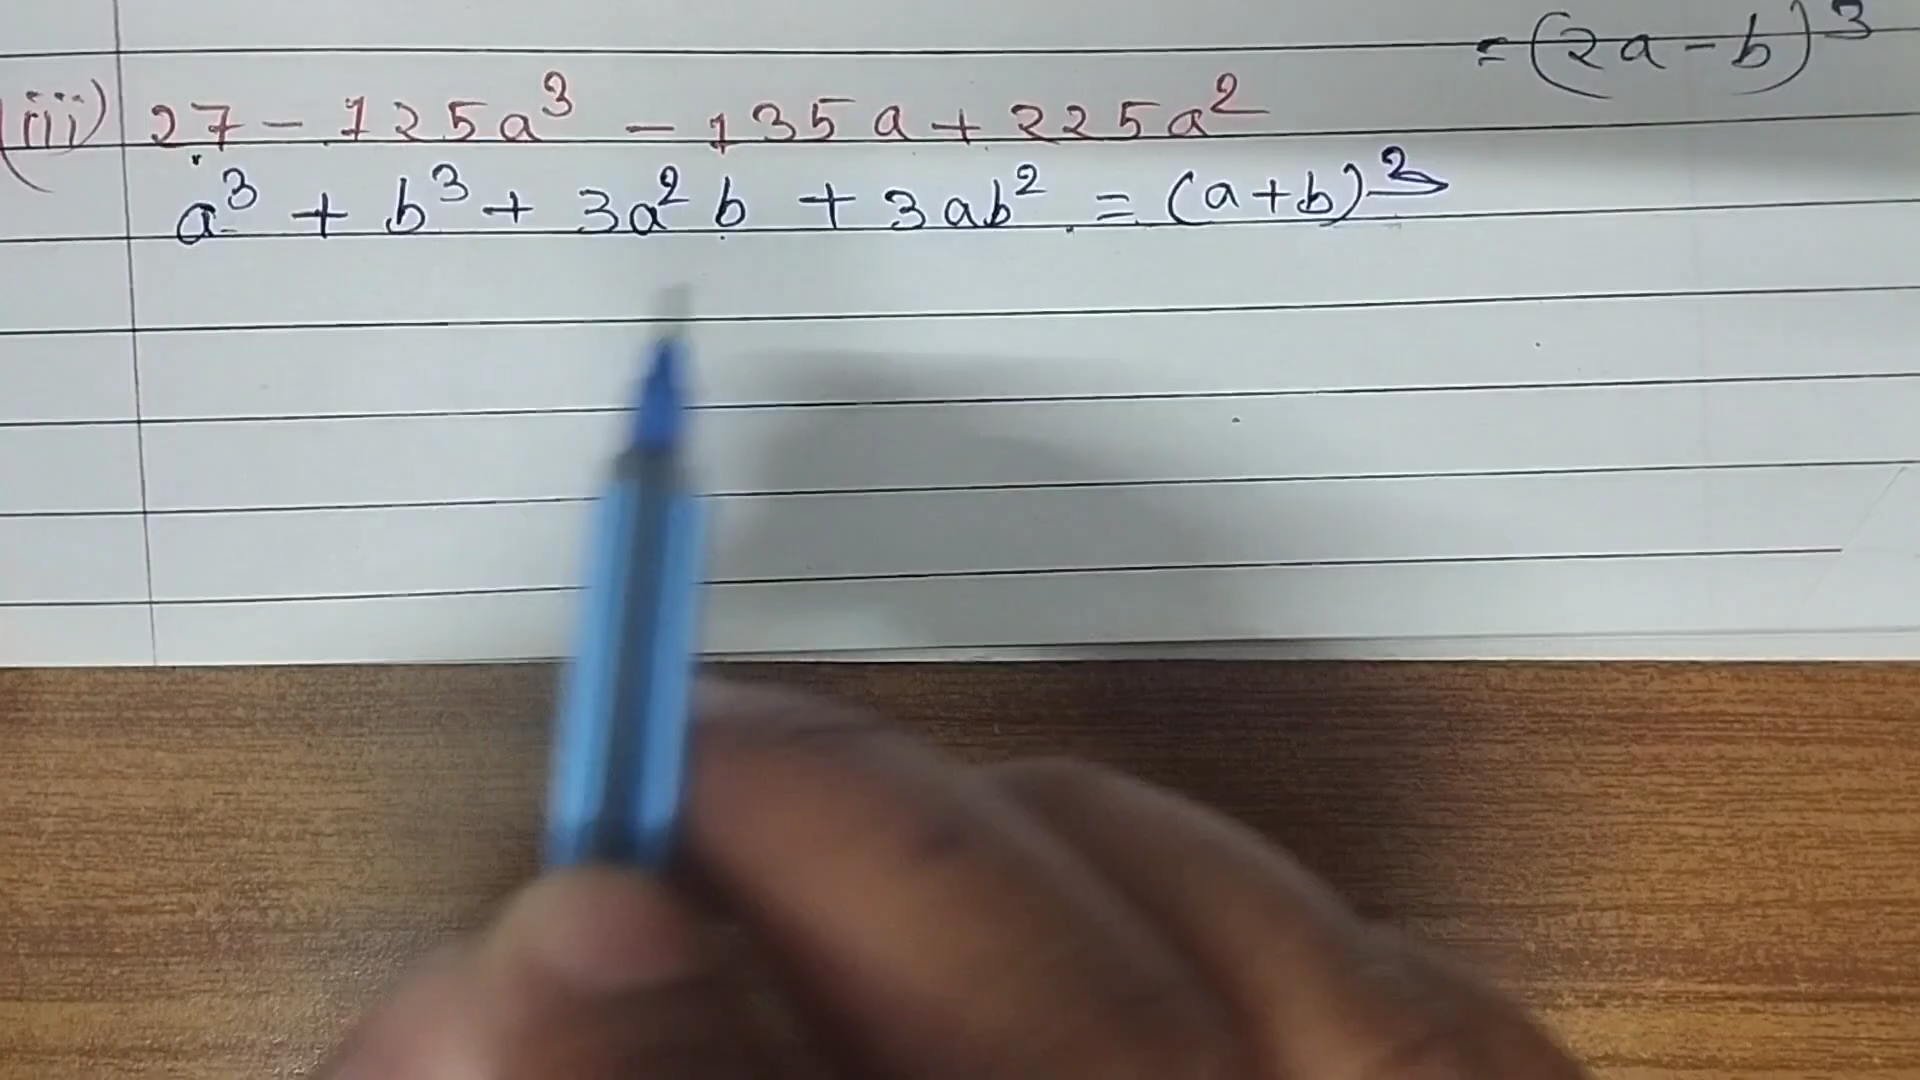 = (2a - b)³
(iii) 27 - 125a³ - 135a + 225a²
a³ + b³ + 3a²b + 3ab² = (a+b)³